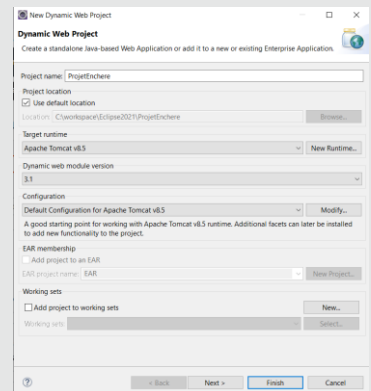 New Dynamic Web Project
Dynamic Web Project
Create a standalone Java-based Web Application or add it to a new or existing Enterprise Application.
Project name: ProjetEnchere
Project location
Use default location
Location: C:\workspace\Eclipse2021\ProjetEnchere Browse...
Target runtime
Apache Tomcat v8.5 New Runtime...
Dynamic web module version
3.1
Configuration
Default Configuration for Apache Tomcat v8.5 Modify...
A good starting point for working with Apache Tomcat v8.5 runtime. Additional facets can later be installed
to add new functionality to the project.
EAR membership
Add project to an EAR
EAR project name: EAR New Project...
Working sets
Add project to working sets New...
Working sets: Select...
< Back Next > Finish Cancel